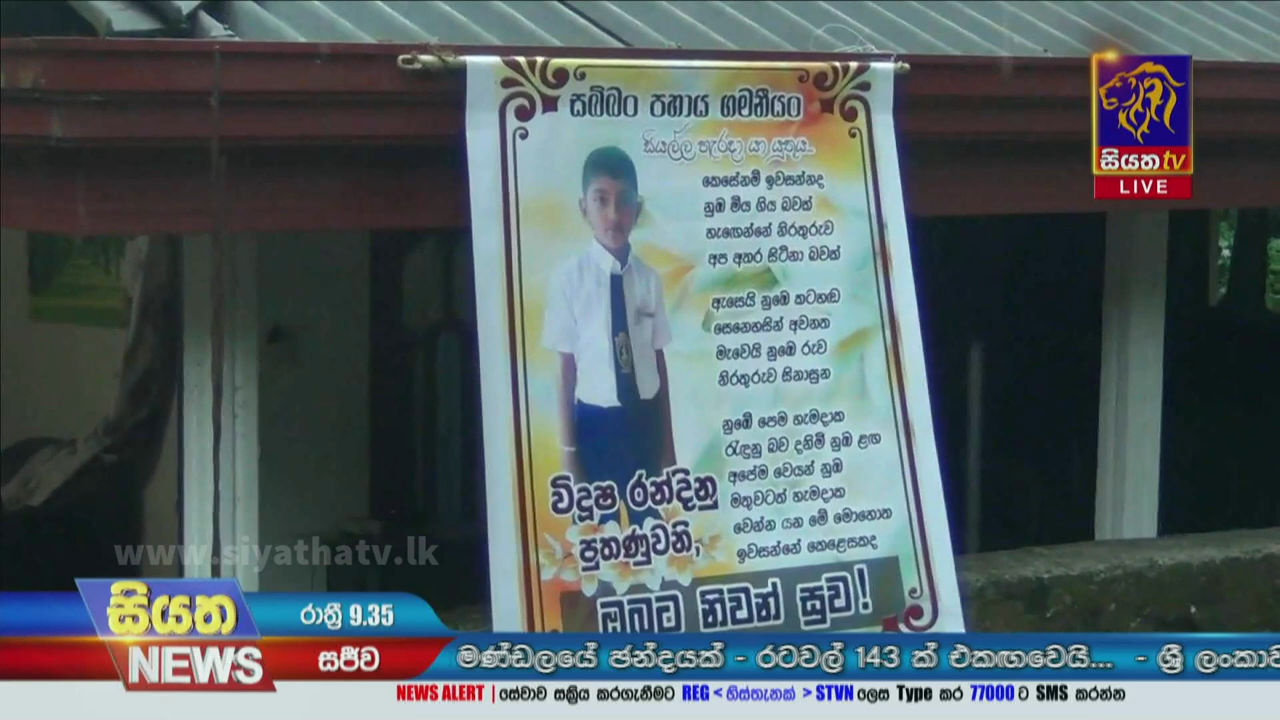 සබ්බං පහාය ගමනීයං
සියල්ල හැරදා යා යුතුය..
කෙසේනම් ඉවසන්නද
නුඹ මිය ගිය බවක්
හැඟෙන්නේ නිරතුරුව
අප අතර සිටිනා බවක්
ඇසෙයි නුඹේ කටහඬ
සෙනෙහසින් අවනත
මැවෙයි නුඹේ රුව
නිරතුරුව සිනාසුන
නුඹේ පෙම හැමදාක
රැඳුනු බව දනිමි නුඹ ළඟ
අපේම වෙයන් නුඹ
මතුවටත් හැමදාක
වෙන්න යන මේ මොහොත
ඉවසන්නේ කෙළෙසකද
විදූෂ රන්දිනු
පුතණුවනි,
ඔබට නිවන් සුව!
සියත tv
LIVE
www.siyathatv.lk
සියත
NEWS
රාත්‍රී 9.35
සජීව
මණ්ඩලයේ ඡන්දයක් - රටවල් 143 ක් එකඟවෙයි... - ශ්‍රී ලංකාව
NEWS ALERT | සේවාව සක්‍රිය කරගැනීමට REG < හිස්තැනක් > STVN ලෙස Type කර 77000 ට SMS කරන්න